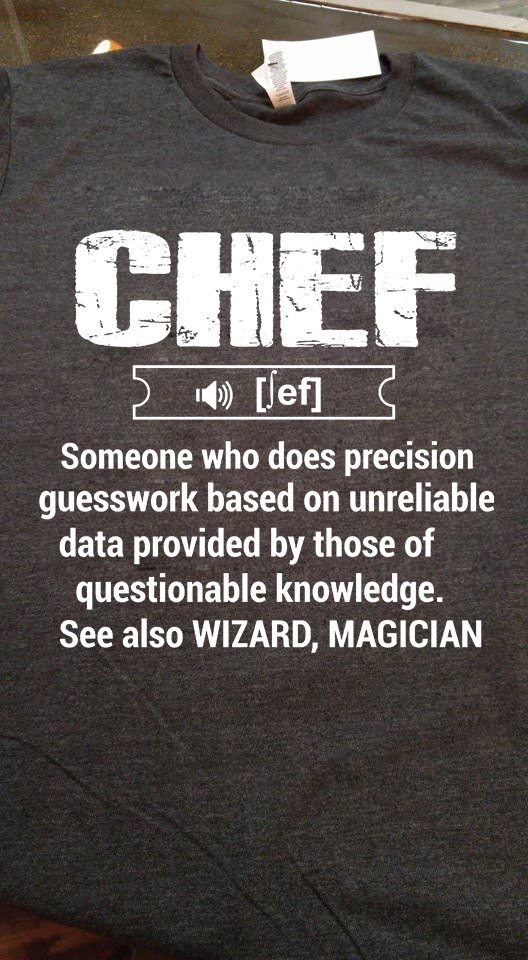 CHEF
[ʃef]
Someone who does precision
guesswork based on unreliable
data provided by those of
questionable knowledge.
See also WIZARD, MAGICIAN